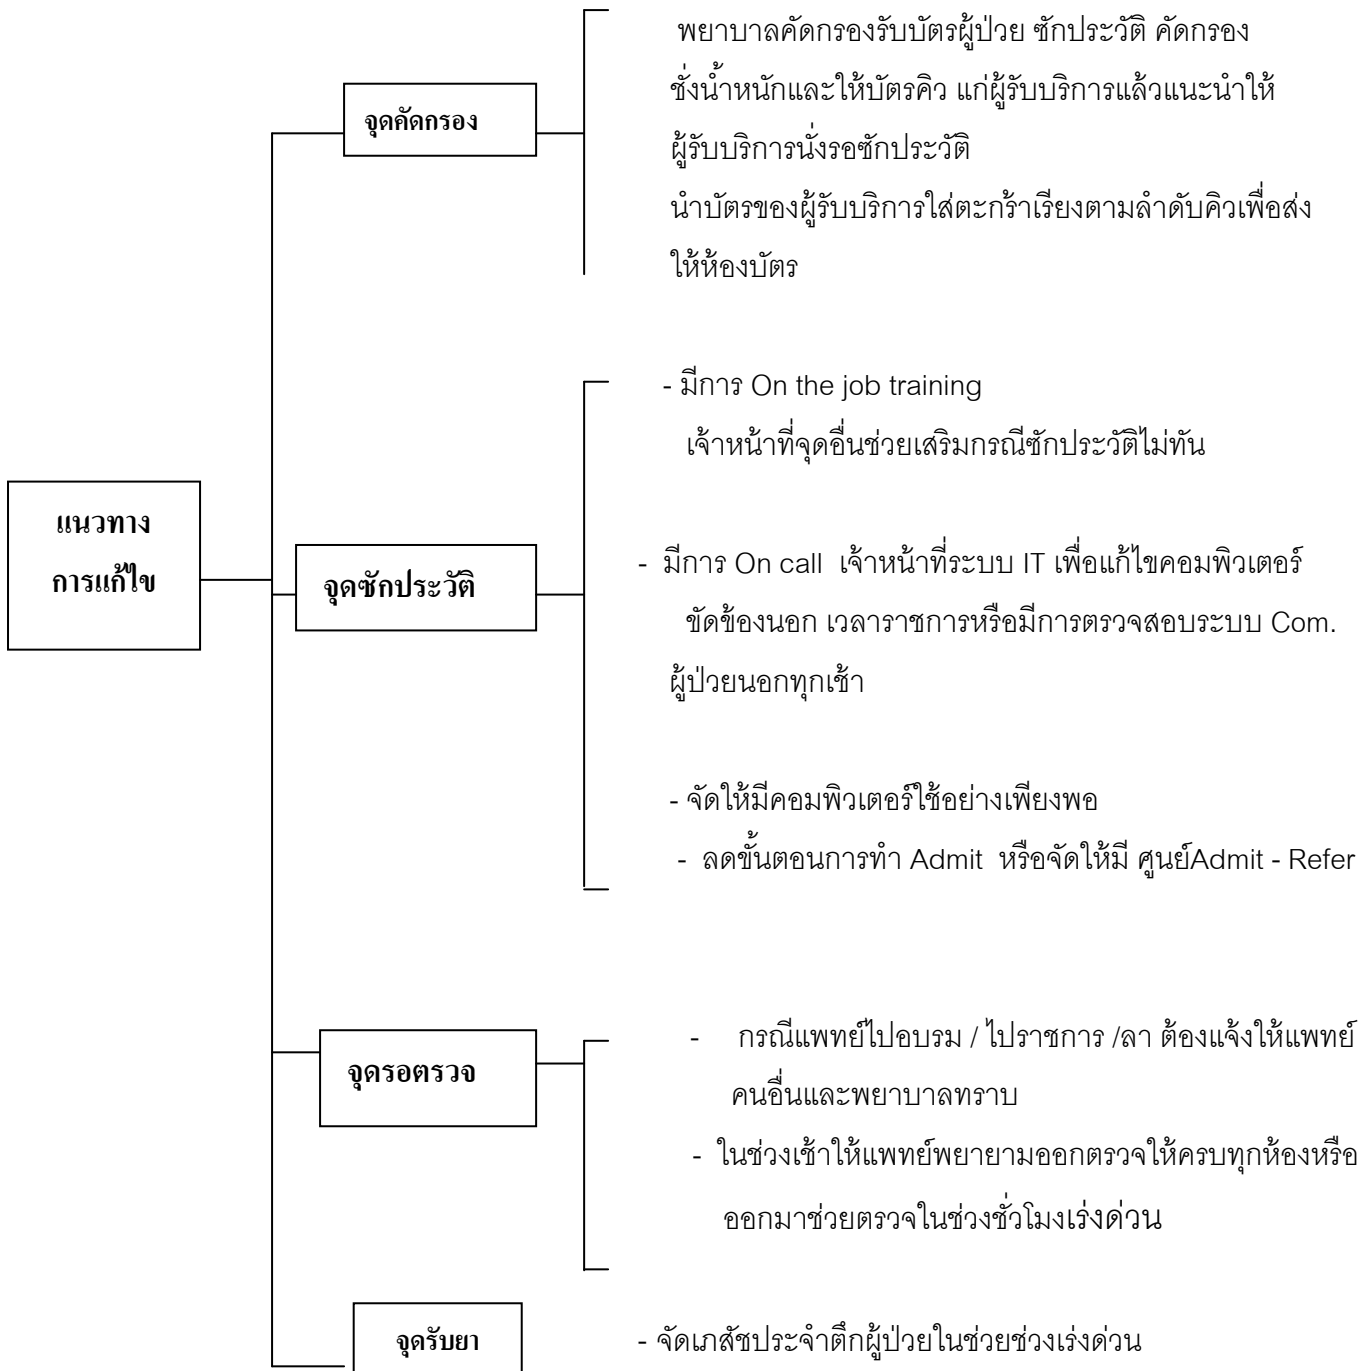 พยาบาลคัดกรองรับบัตรผู้ป่วย ซักประวัติ คัดกรอง
ชั่งน้ำหนักและให้บัตรคิว แก่ผู้รับบริการแล้วแนะนำให้
ผู้รับบริการนั่งรอซักประวัติ
นำบัตรของผู้รับบริการใส่ตะกร้าเรียงตามลำดับคิวเพื่อส่ง
ให้ห้องบัตร
จุดคัดกรอง
- มีการ On the job training
เจ้าหน้าที่จุดอื่นช่วยเสริมกรณีซักประวัติไม่ทัน
แนวทาง
การแก้ไข
จุดซักประวัติ
- มีการ On call เจ้าหน้าที่ระบบ IT เพื่อแก้ไขคอมพิวเตอร์
ขัดข้องนอก เวลาราชการหรือมีการตรวจสอบระบบ Com.
ผู้ป่วยนอกทุกเช้า
- จัดให้มีคอมพิวเตอร์ใช้อย่างเพียงพอ
- ลดขั้นตอนการทำ Admit หรือจัดให้มี ศูนย์Admit - Refer
จุดรอตรวจ
- กรณีแพทย์ไปอบรม / ไปราชการ /ลา ต้องแจ้งให้แพทย์
คนอื่นและพยาบาลทราบ
- ในช่วงเช้าให้แพทย์พยายามออกตรวจให้ครบทุกห้องหรือ
ออกมาช่วยตรวจในช่วงชั่วโมงเร่งด่วน
จุดรับยา
- จัดเภสัชประจำตึกผู้ป่วยในช่วยช่วงเร่งด่วน